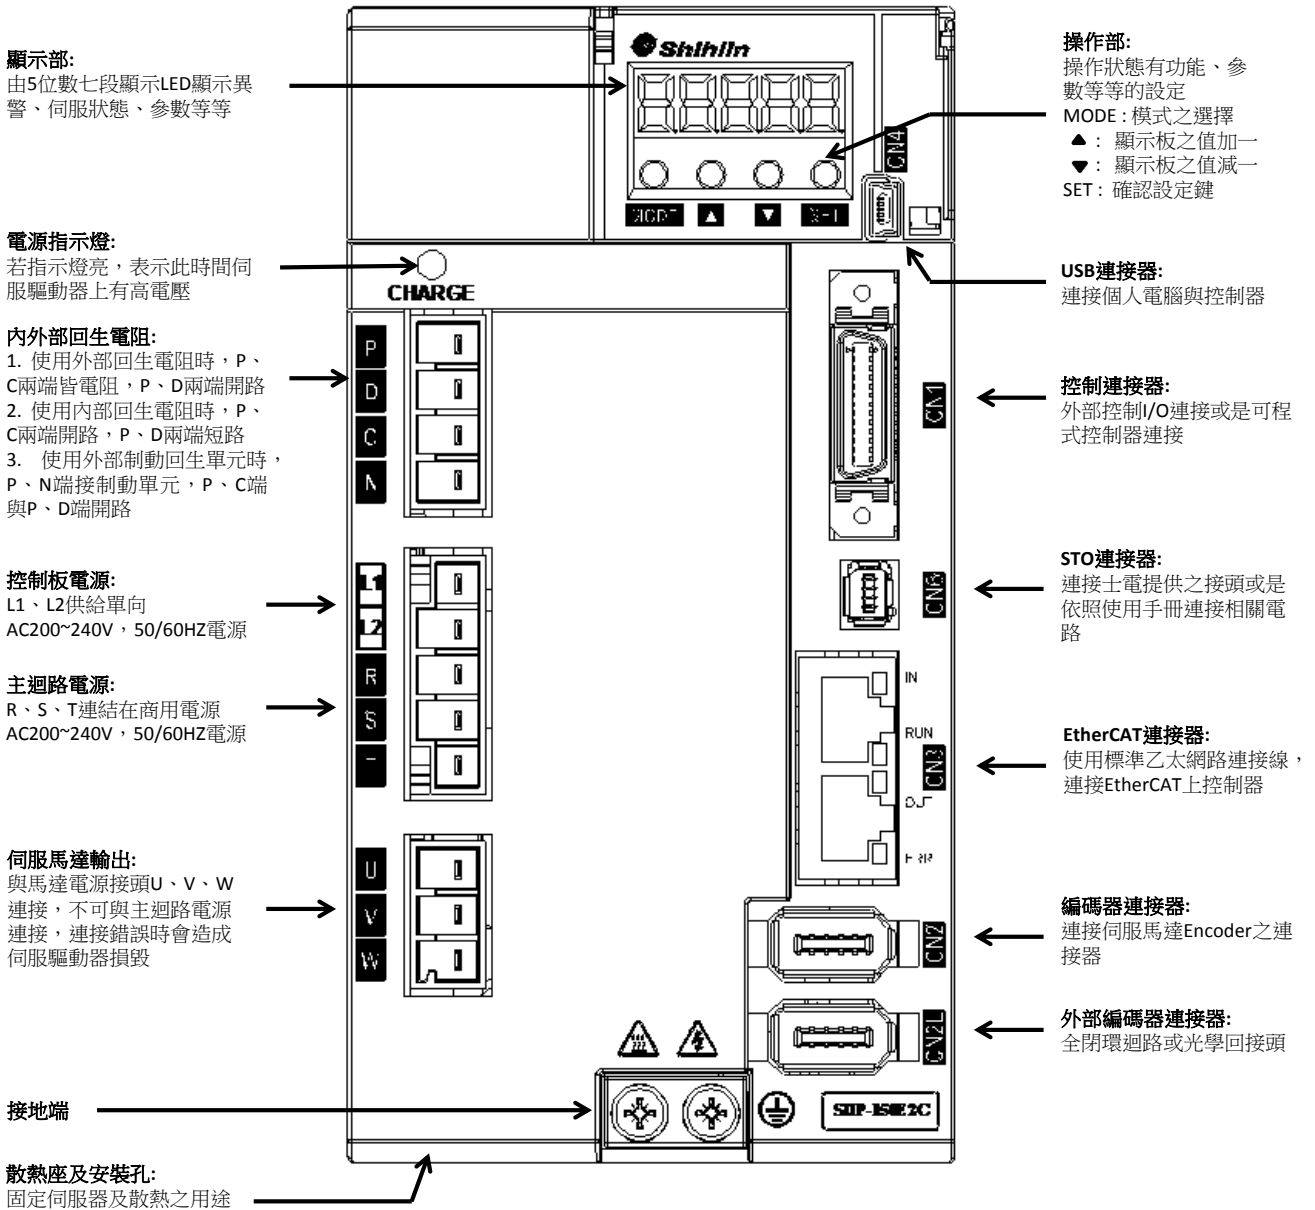 顯示部:
由5位數七段顯示LED顯示異
警、伺服狀態、參數等等
電源指示燈:
若指示燈亮，表示此時間伺
服驅動器上有高電壓
內外部回生電阻:
1. 使用外部回生電阻時，P、
C兩端皆電阻，P、D兩端開路
2. 使用內部回生電阻時，P、
C兩端開路，P、D兩端短路
3. 使用外部制動回生單元時，
P、N端接制動單元，P、C端
與P、D端開路
控制板電源:
L1、L2供給單向
AC200~240V，50/60HZ電源
主迴路電源:
R、S、T連結在商用電源
AC200~240V，50/60HZ電源
伺服馬達輸出:
與馬達電源接頭U、V、W
連接，不可與主迴路電源
連接，連接錯誤時會造成
伺服驅動器損毀
接地端
散熱座及安裝孔:
固定伺服器及散熱之用途
Shihlin
MODE ▲ ▼ SET
CN4
CHARGE
P
D
C
N
L1
L2
R
S
U
V
W
CN1
CN6
IN
RUN
CN3
OUT
ERR
CN2
CN2L
SDP-150E2C
操作部:
操作狀態有功能、參
數等等的設定
MODE : 模式之選擇
▲ : 顯示板之值加一
▼ : 顯示板之值減一
SET : 確認設定鍵
USB連接器:
連接個人電腦與控制器
控制連接器:
外部控制I/O連接或是可程
式控制器連接
STO連接器:
連接士電提供之接頭或是
依照使用手冊連接相關電
路
EtherCAT連接器:
使用標準乙太網路連接線，
連接EtherCAT上控制器
編碼器連接器:
連接伺服馬達Encoder之連
接器
外部編碼器連接器:
全閉環迴路或光學回接頭